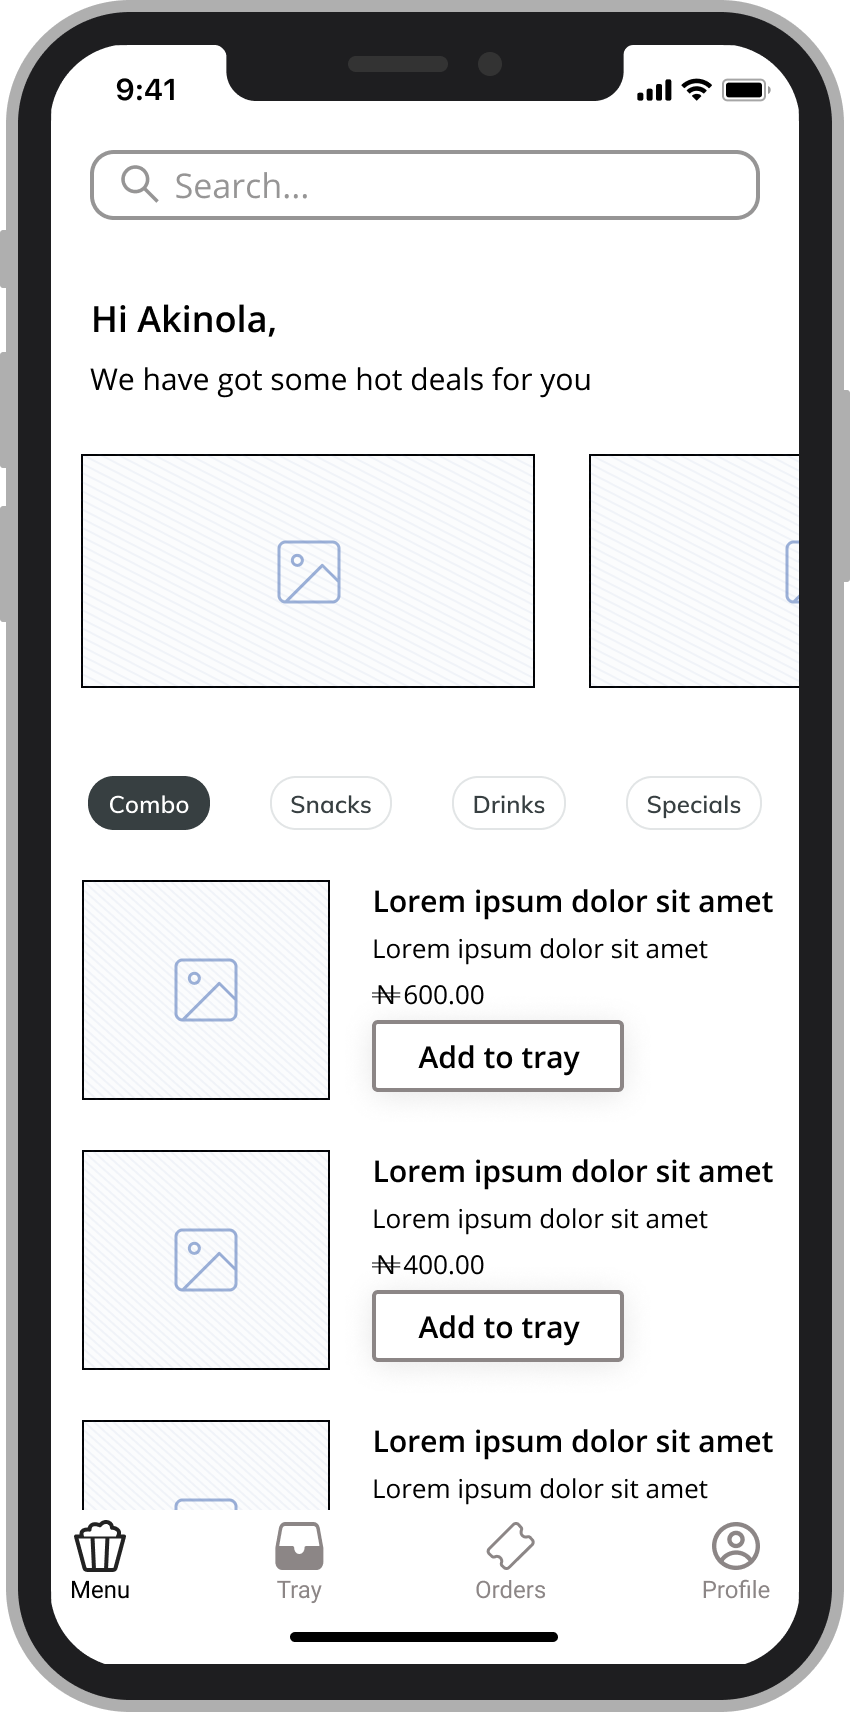 9:41
Search...
Hi Akinola,
We have got some hot deals for you
Combo Snacks Drinks Specials
Lorem ipsum dolor sit amet
Lorem ipsum dolor sit amet
₦600.00
Add to tray
Lorem ipsum dolor sit amet
Lorem ipsum dolor sit amet
₦400.00
Add to tray
Lorem ipsum dolor sit amet
Lorem ipsum dolor sit amet
Menu Tray Orders Profile